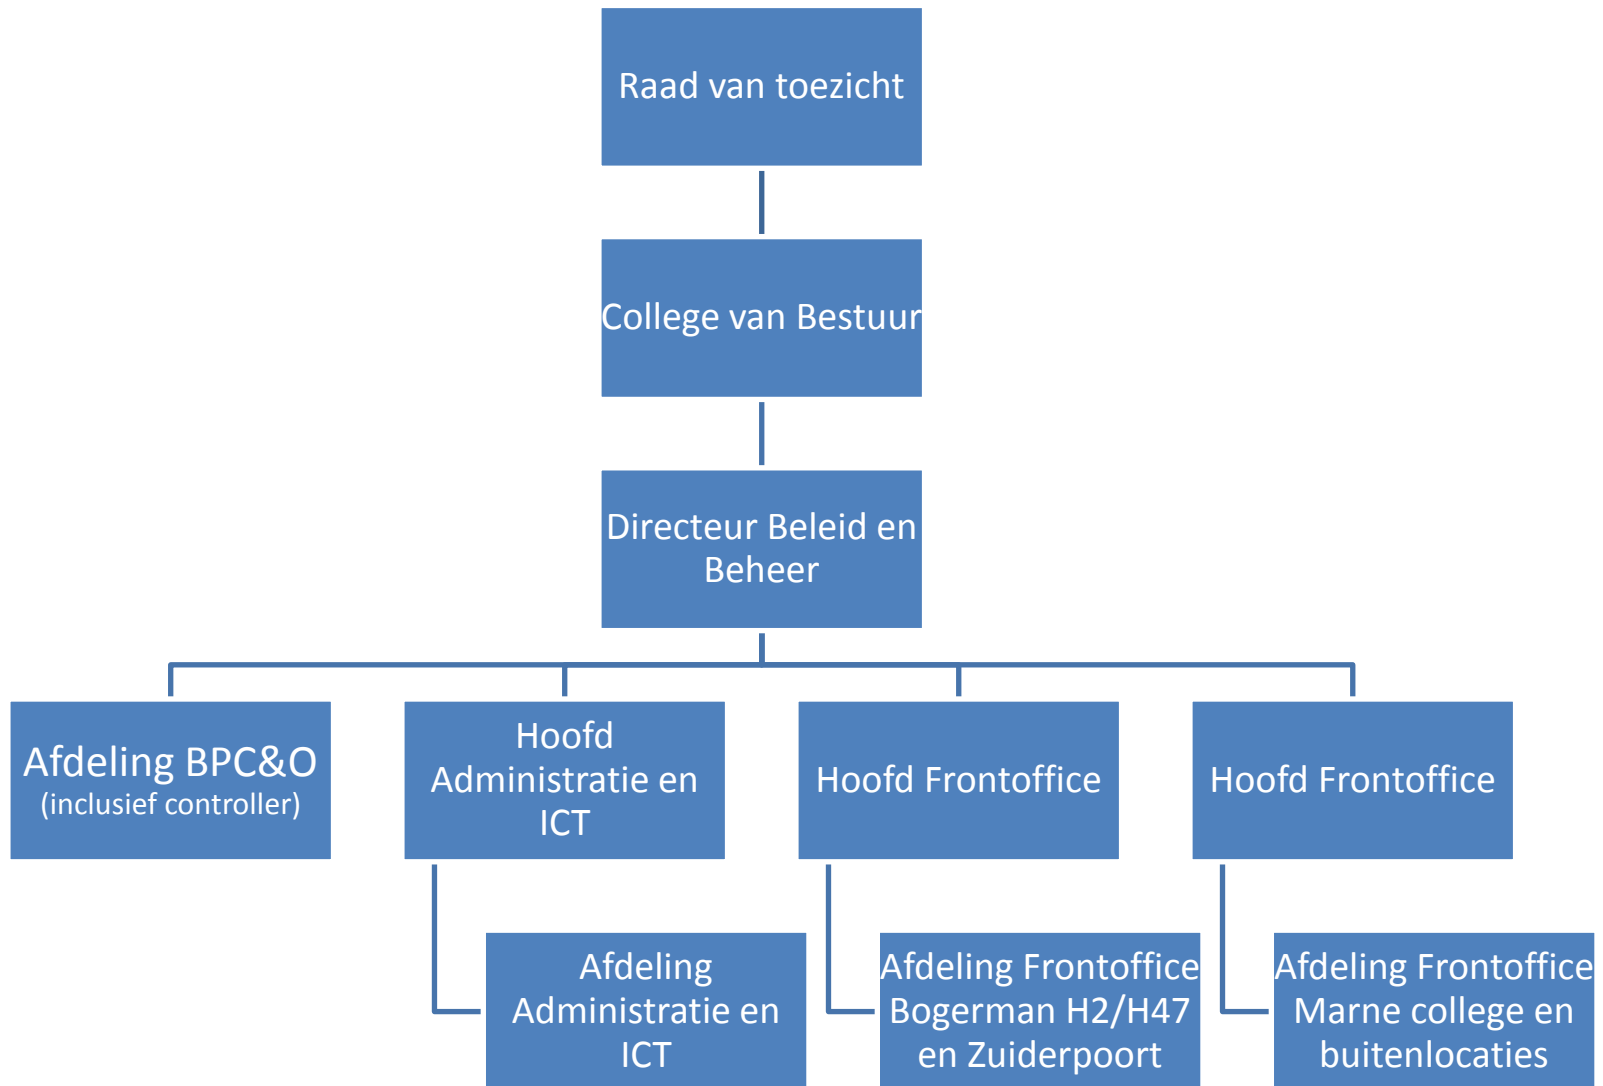 Raad van toezicht
College van Bestuur
Directeur Beleid en
Beheer
Afdeling BPC&O
(inclusief controller)
Hoofd
Administratie en
ICT
Hoofd Frontoffice
Hoofd Frontoffice
Afdeling
Administratie en
ICT
Afdeling Frontoffice
Bogerman H2/H47
en Zuiderpoort
Afdeling Frontoffice
Marne college en
buitenlocaties